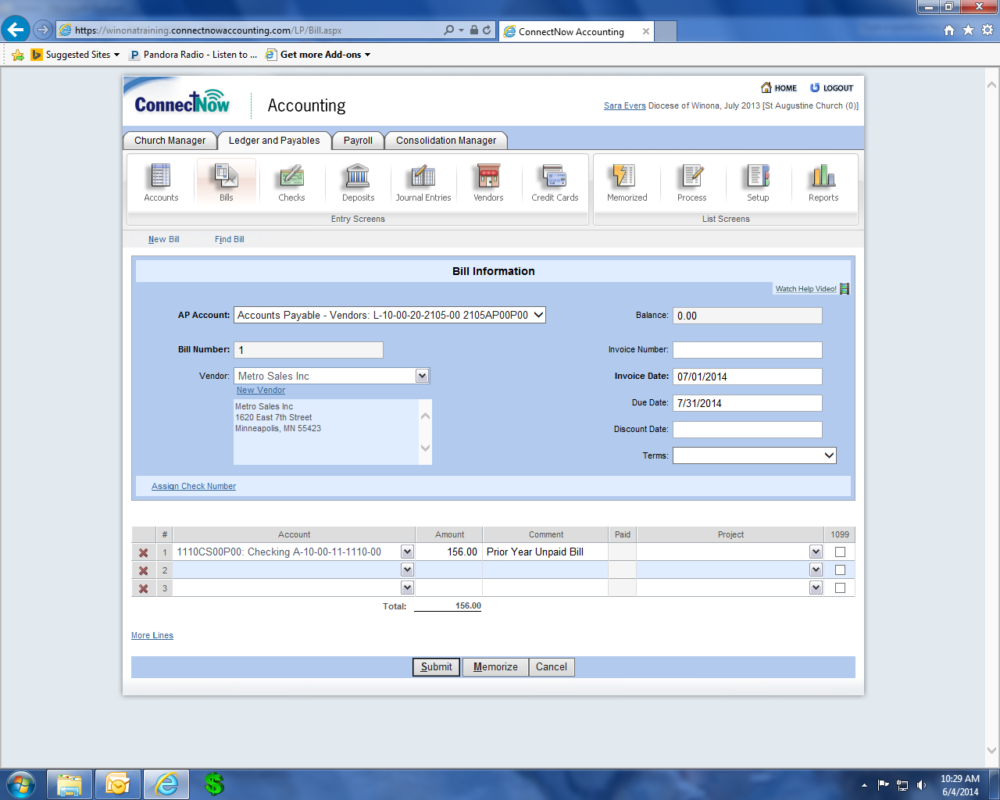 https://winonatraining.connectnowaccounting.com/LP/Bill.aspx
ConnectNow Accounting
Suggested Sites
Pandora Radio - Listen to ...
Get more Add-ons
ConnectNow
Accounting
HOME
LOGOUT
Sara Evers Diocese of Winona, July 2013 [St Augustine Church (0)]
Church Manager
Ledger and Payables
Payroll
Consolidation Manager
Accounts
Bills
Checks
Deposits
Journal Entries
Vendors
Credit Cards
Memorized
Process
Setup
Reports
Entry Screens
List Screens
New Bill
Find Bill
Bill Information
Watch Help Video!
AP Account: Accounts Payable - Vendors: L-10-00-20-2105-00 2105AP00P00
Balance: 0.00
Bill Number: 1
Invoice Number:
Vendor: Metro Sales Inc
Invoice Date: 07/01/2014
New Vendor
Metro Sales Inc
1620 East 7th Street
Minneapolis, MN 55423
Due Date: 7/31/2014
Discount Date:
Terms:
Assign Check Number
# Account Amount Comment Paid Project 1099
1 1110CS00P00: Checking A-10-00-11-1110-00 156.00 Prior Year Unpaid Bill
2
3
Total: 156.00
More Lines
Submit
Memorize
Cancel
10:29 AM
6/4/2014